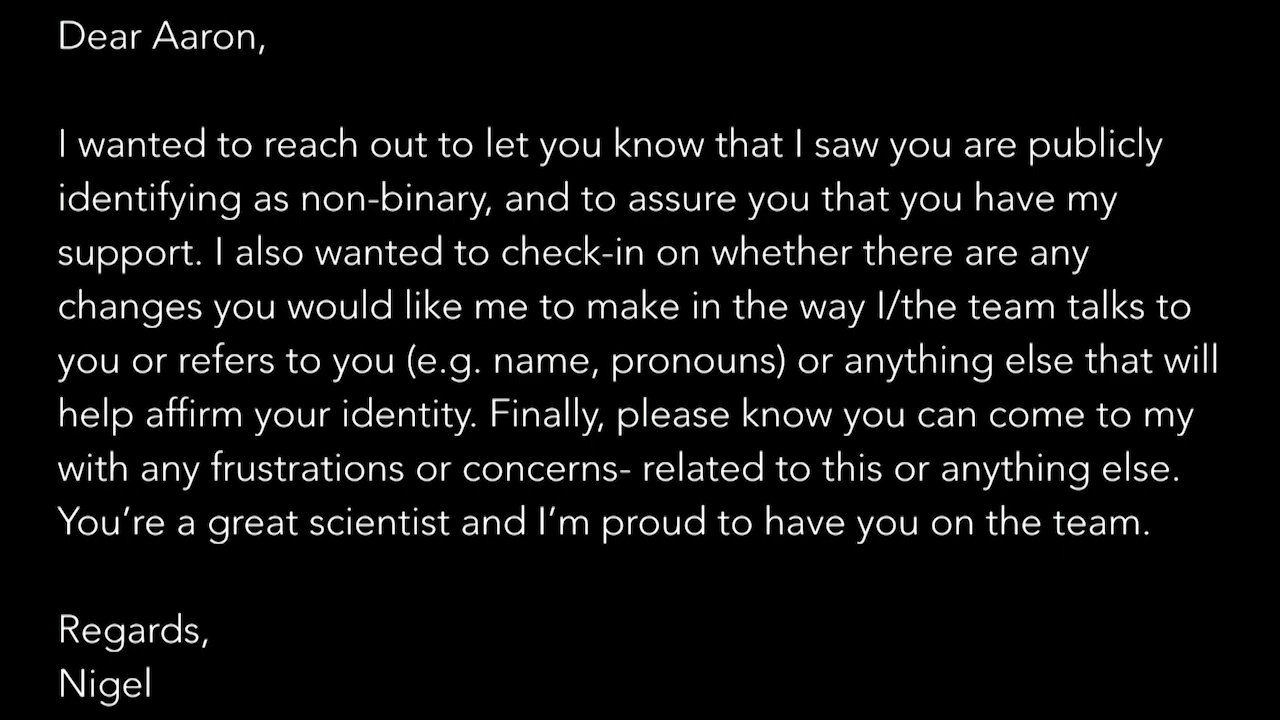 Dear Aaron,
I wanted to reach out to let you know that I saw you are publicly
identifying as non-binary, and to assure you that you have my
support. I also wanted to check-in on whether there are any
changes you would like me to make in the way I/the team talks to
you or refers to you (e.g. name, pronouns) or anything else that will
help affirm your identity. Finally, please know you can come to my
with any frustrations or concerns- related to this or anything else.
You’re a great scientist and I’m proud to have you on the team.
Regards,
Nigel